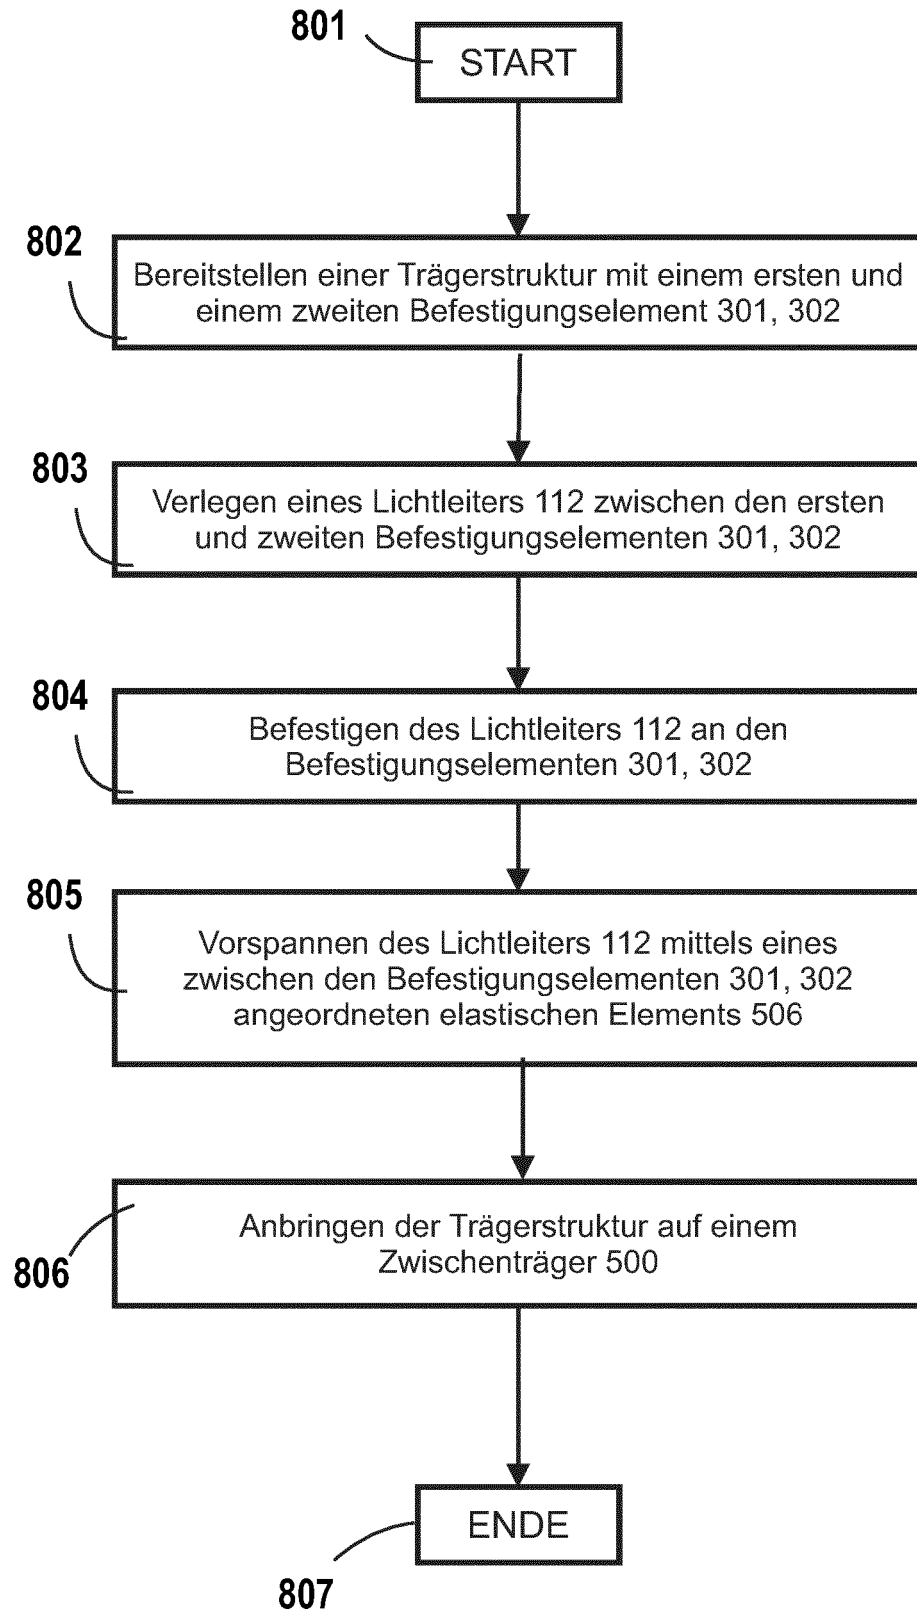 801
START
802
Bereitstellen einer Trägerstruktur mit einem ersten und
einem zweiten Befestigungselement 301, 302
803
Verlegen eines Lichtleiters 112 zwischen den ersten
und zweiten Befestigungselementen 301, 302
804
Befestigen des Lichtleiters 112 an den
Befestigungselementen 301, 302
805
Vorspannen des Lichtleiters 112 mittels eines
zwischen den Befestigungselementen 301, 302
angeordneten elastischen Elements 506
806
Anbringen der Trägerstruktur auf einem
Zwischenträger 500
ENDE
807